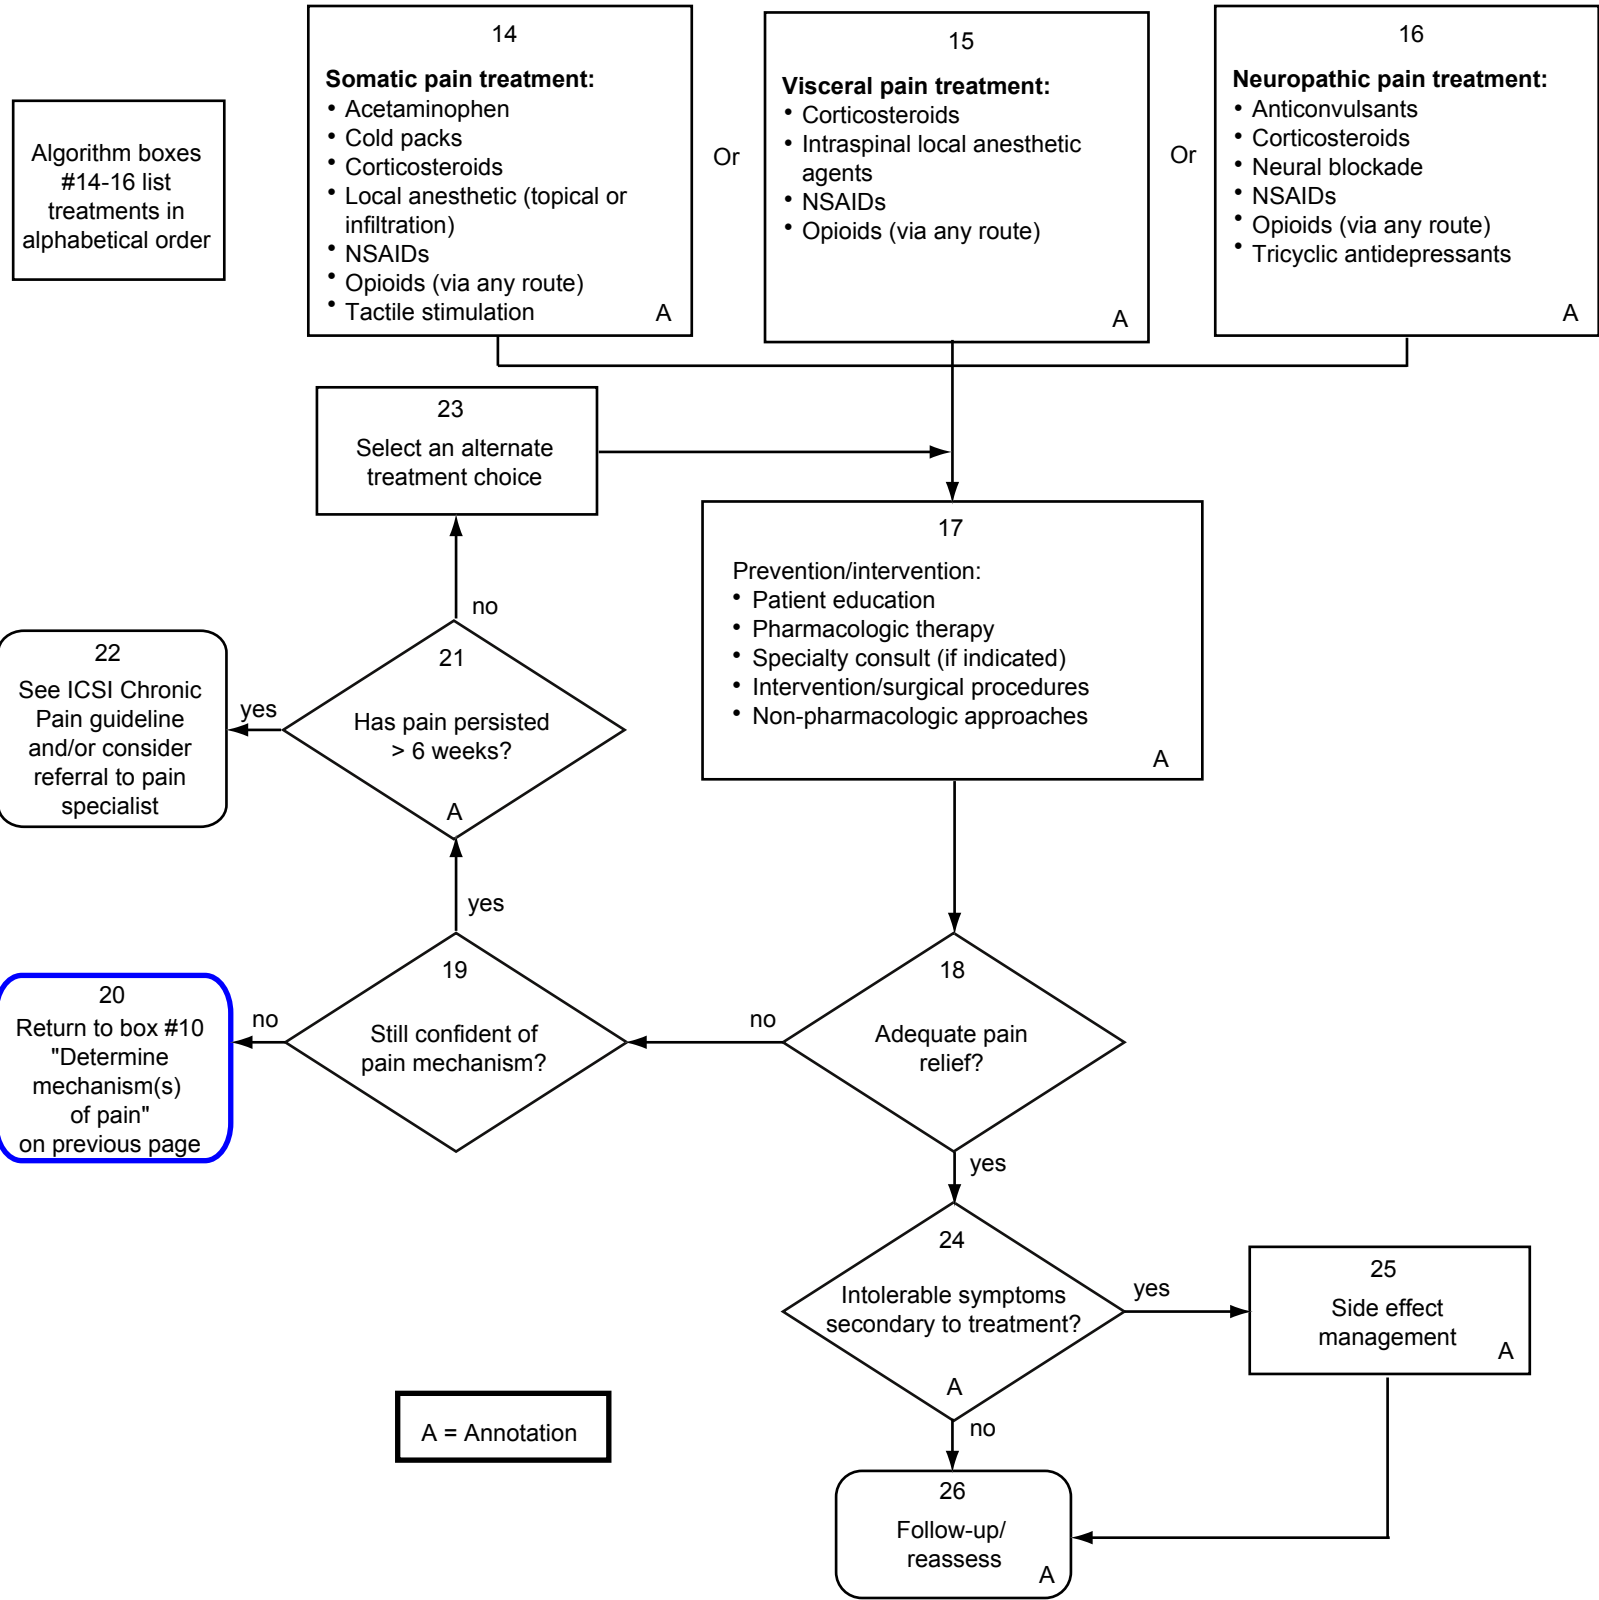 Algorithm boxes
#14-16 list
treatments in
alphabetical order
14
Somatic pain treatment:
• Acetaminophen
• Cold packs
• Corticosteroids
• Local anesthetic (topical or
infiltration)
• NSAIDs
• Opioids (via any route)
• Tactile stimulation
A
Or
15
Visceral pain treatment:
• Corticosteroids
• Intraspinal local anesthetic
agents
• NSAIDs
• Opioids (via any route)
A
Or
16
Neuropathic pain treatment:
• Anticonvulsants
• Corticosteroids
• Neural blockade
• NSAIDs
• Opioids (via any route)
• Tricyclic antidepressants
A
23
Select an alternate
treatment choice
17
Prevention/intervention:
• Patient education
• Pharmacologic therapy
• Specialty consult (if indicated)
• Intervention/surgical procedures
• Non-pharmacologic approaches
A
no
21
Has pain persisted
> 6 weeks?
A
yes
22
See ICSI Chronic
Pain guideline
and/or consider
referral to pain
specialist
yes
19
Still confident of
pain mechanism?
no
20
Return to box #10
"Determine
mechanism(s)
of pain"
on previous page
no
18
Adequate pain
relief?
yes
24
Intolerable symptoms
secondary to treatment?
A
yes
25
Side effect
management
A
no
26
Follow-up/
reassess
A
A = Annotation